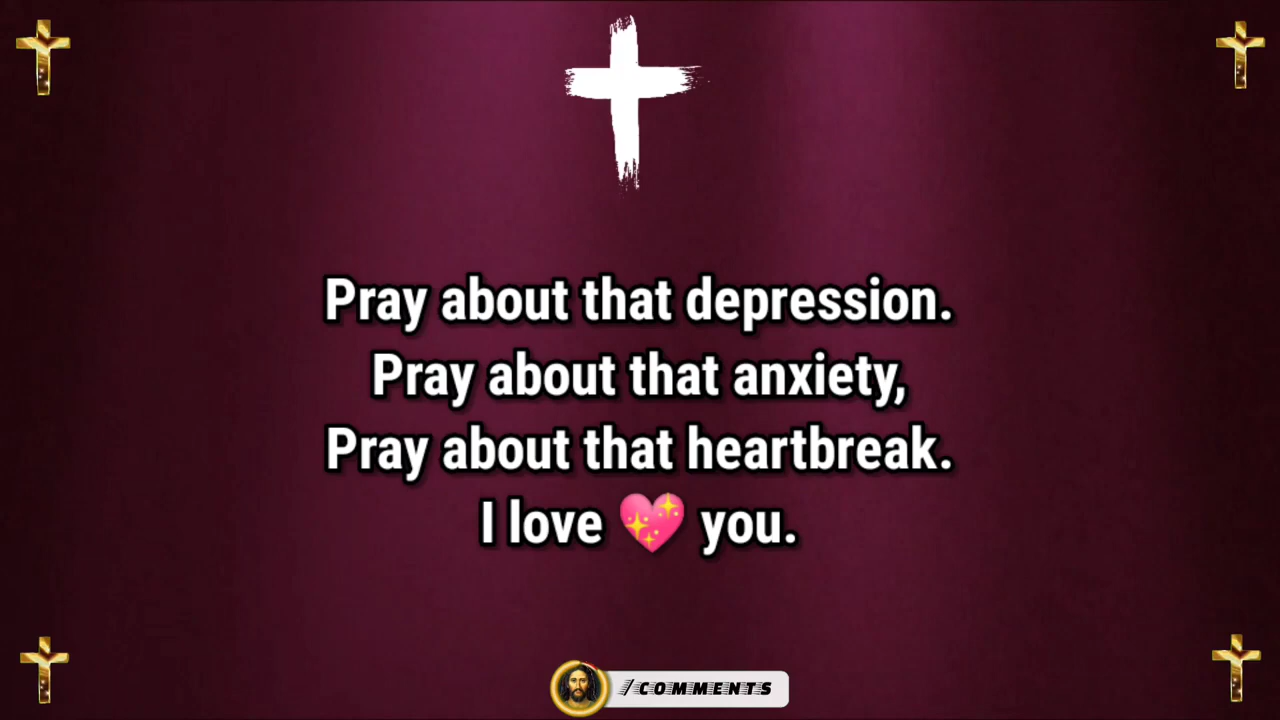 Pray about that depression.
Pray about that anxiety,
Pray about that heartbreak.
I love 💖 you.
/COMMENTS